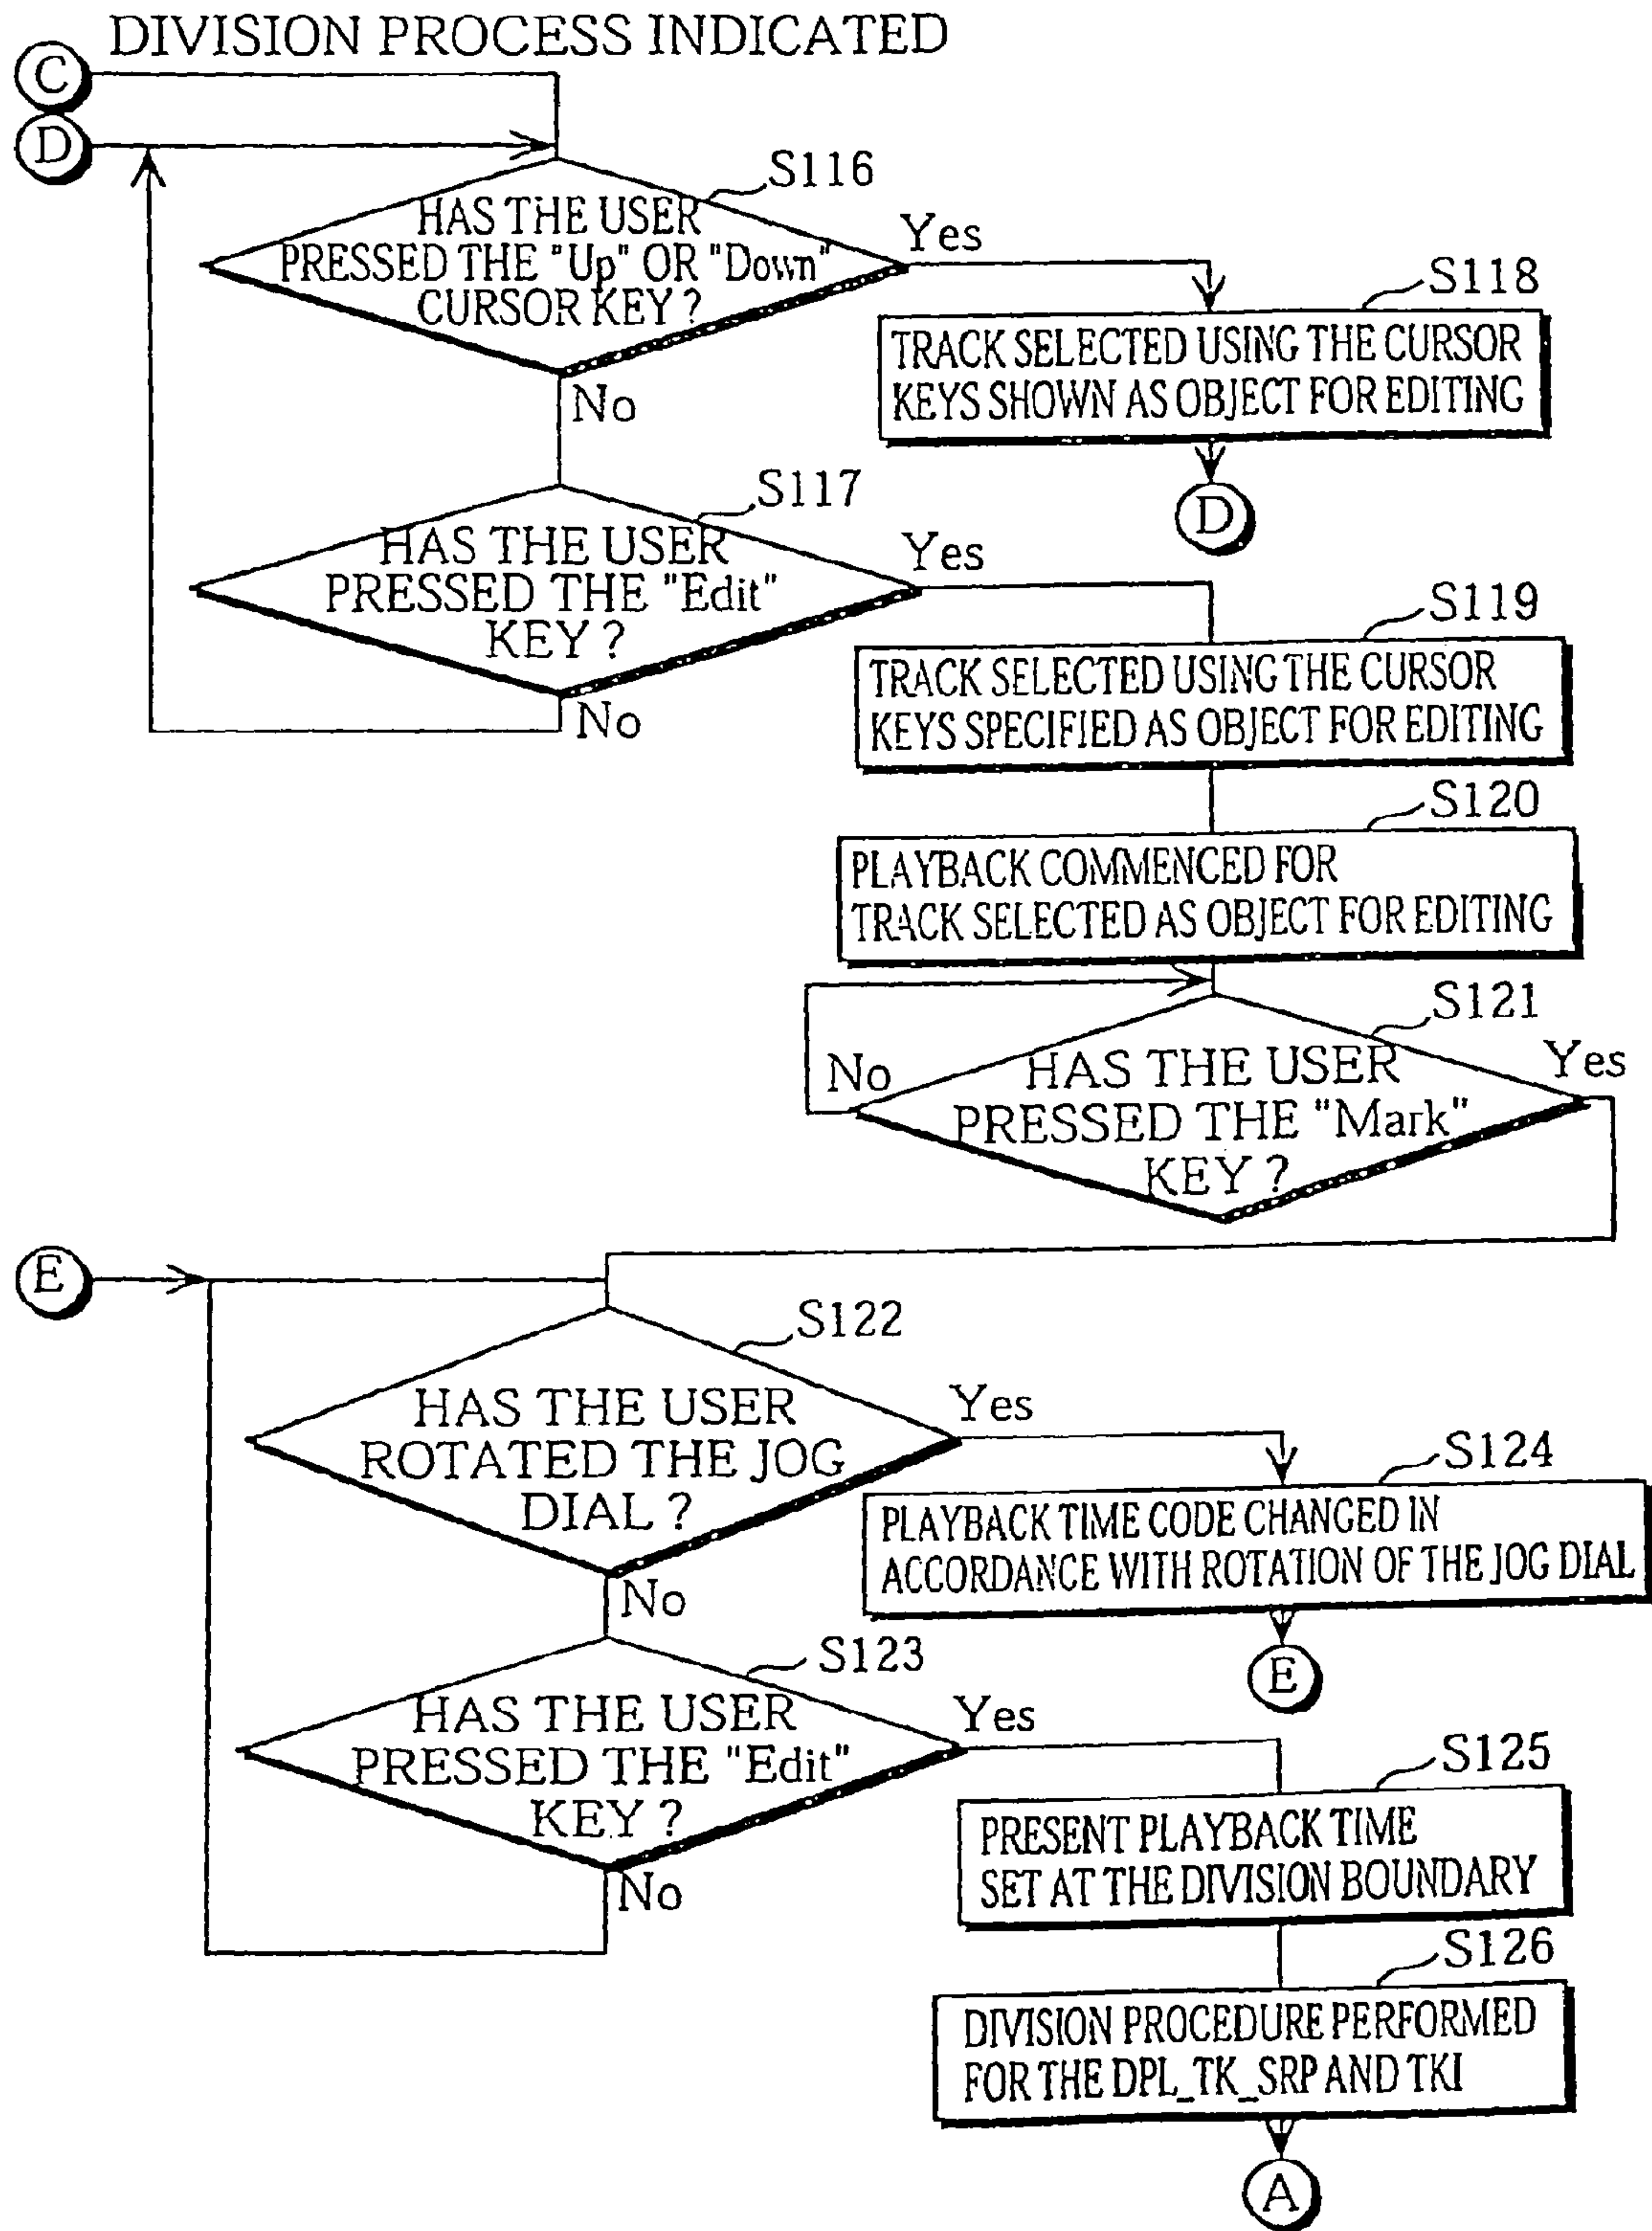 DIVISION PROCESS INDICATED
C
D
S116
HAS THE USER
PRESSED THE "Up" OR "Down"
CURSOR KEY ?
Yes
No
S118
TRACK SELECTED USING THE CURSOR
KEYS SHOWN AS OBJECT FOR EDITING
D
S117
HAS THE USER
PRESSED THE "Edit"
KEY ?
Yes
No
S119
TRACK SELECTED USING THE CURSOR
KEYS SPECIFIED AS OBJECT FOR EDITING
S120
PLAYBACK COMMENCED FOR
TRACK SELECTED AS OBJECT FOR EDITING
S121
No
HAS THE USER
PRESSED THE "Mark"
KEY ?
Yes
E
S122
HAS THE USER
ROTATED THE JOG
DIAL ?
Yes
No
S124
PLAYBACK TIME CODE CHANGED IN
ACCORDANCE WITH ROTATION OF THE JOG DIAL
E
S123
HAS THE USER
PRESSED THE "Edit"
KEY ?
Yes
No
S125
PRESENT PLAYBACK TIME
SET AT THE DIVISION BOUNDARY
S126
DIVISION PROCEDURE PERFORMED
FOR THE DPL_TK_SRP AND TKI
A